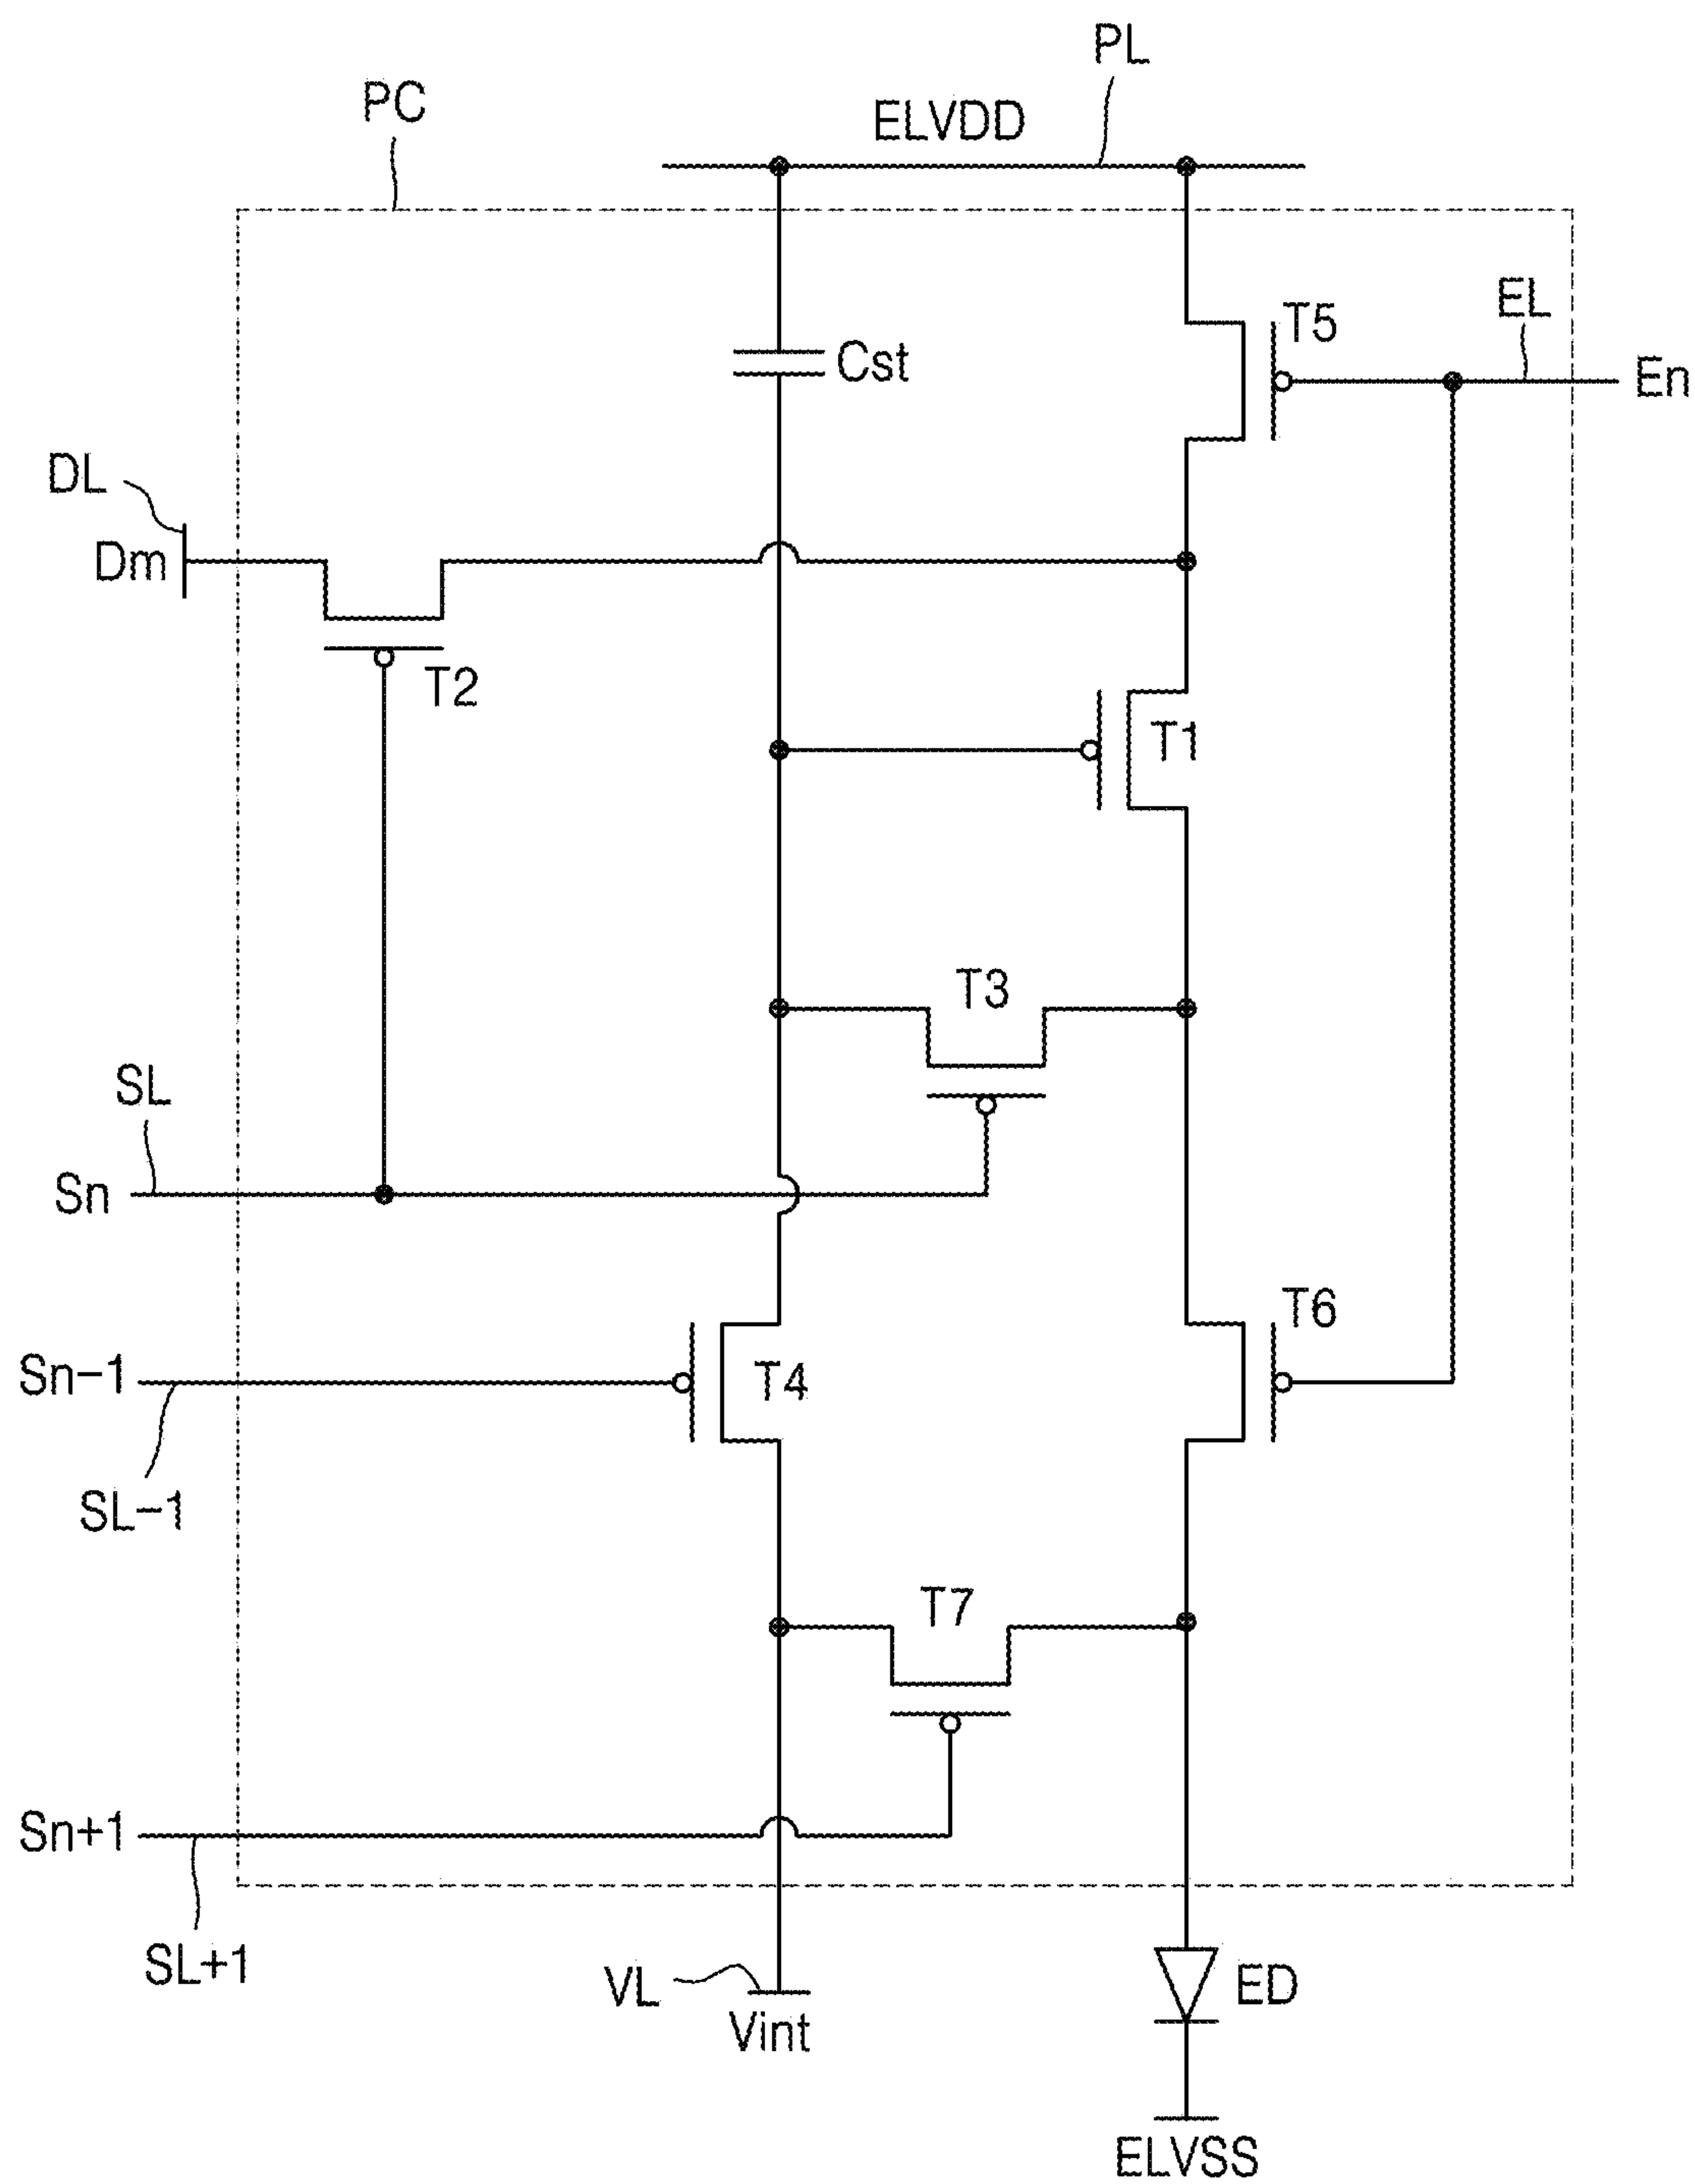 PL
PC
ELVDD
EL
T5
Cst
En
DL
Dm
T2
T1
T3
SL
Sn
T6
Sn-1
T4
SL-1
T7
Sn+1
SL+1
VL
ED
Vint
ELVSS